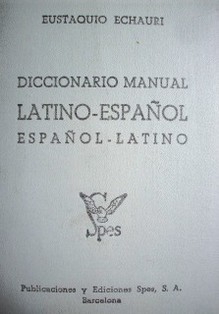 EUSTAQUIO ECHAURI
DICCIONARIO MANUAL
LATINO-ESPAÑOL
ESPAÑOL-LATINO
Spes
Publicaciones y Ediciones Spes, S. A.
Barcelona